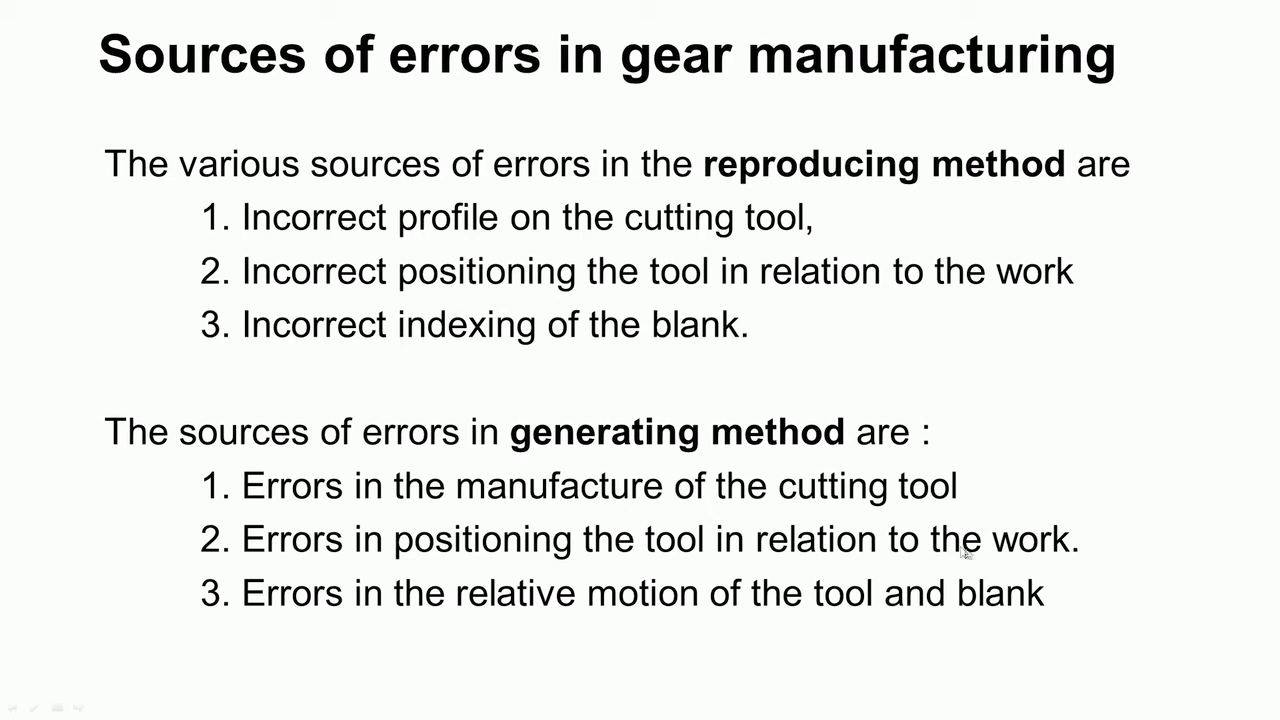 Sources of errors in gear manufacturing
The various sources of errors in the reproducing method are
1. Incorrect profile on the cutting tool,
2. Incorrect positioning the tool in relation to the work
3. Incorrect indexing of the blank.
The sources of errors in generating method are :
1. Errors in the manufacture of the cutting tool
2. Errors in positioning the tool in relation to the work.
3. Errors in the relative motion of the tool and blank